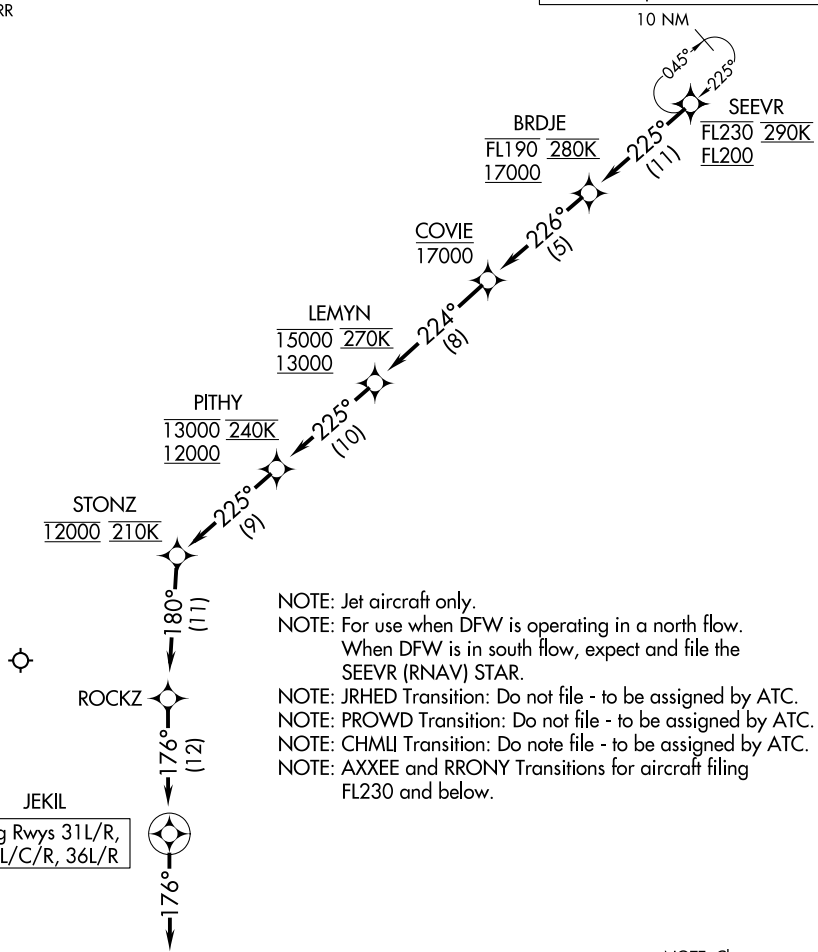 RR
10 NM
045°
225°
SEEVR
FL230 290K
FL200
225°
(11)
BRDJE
FL190 280K
17000
226°
(5)
COVIE
17000
224°
(8)
LEMYN
15000 270K
13000
225°
(10)
PITHY
13000 240K
12000
225°
(9)
STONZ
12000 210K
180°
(11)
NOTE: Jet aircraft only.
NOTE: For use when DFW is operating in a north flow.
When DFW is in south flow, expect and file the
SEEVR (RNAV) STAR.
NOTE: JRHED Transition: Do not file - to be assigned by ATC.
NOTE: PROWD Transition: Do not file - to be assigned by ATC.
NOTE: CHMLI Transition: Do note file - to be assigned by ATC.
NOTE: AXXEE and RRONY Transitions for aircraft filing
FL230 and below.
ROCKZ
176°
(12)
JEKIL
g Rwys 31L/R,
L/C/R, 36L/R
176°